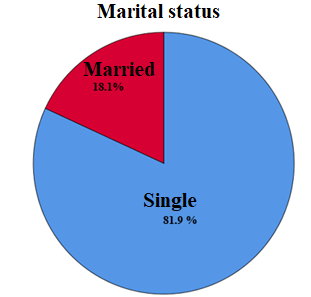 Marital status
Married
18.1%
Single
81.9 %